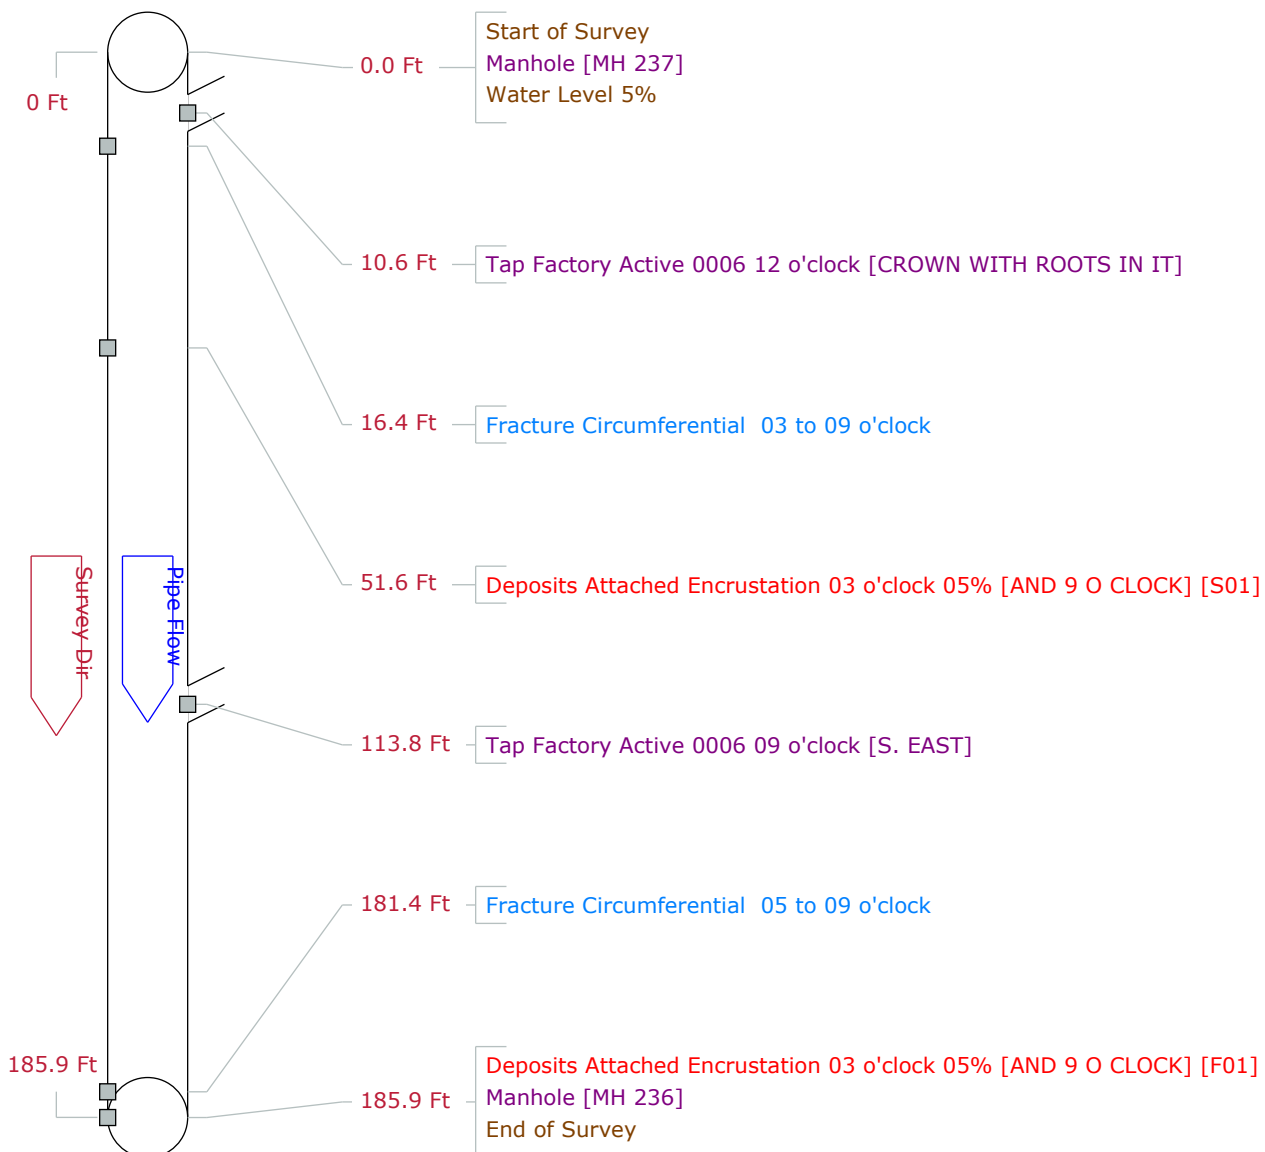 Start of Survey
0.0 Ft
Manhole [MH 237]
Water Level 5%
0 Ft
10.6 Ft
Tap Factory Active 0006 12 o'clock [CROWN WITH ROOTS IN IT]
16.4 Ft
Fracture Circumferential  03 to 09 o'clock
51.6 Ft
Deposits Attached Encrustation 03 o'clock 05% [AND 9 O CLOCK] [S01]
Survey Dir
Pipe Flow
113.8 Ft
Tap Factory Active 0006 09 o'clock [S. EAST]
181.4 Ft
Fracture Circumferential  05 to 09 o'clock
185.9 Ft
Deposits Attached Encrustation 03 o'clock 05% [AND 9 O CLOCK] [F01]
185.9 Ft
Manhole [MH 236]
End of Survey